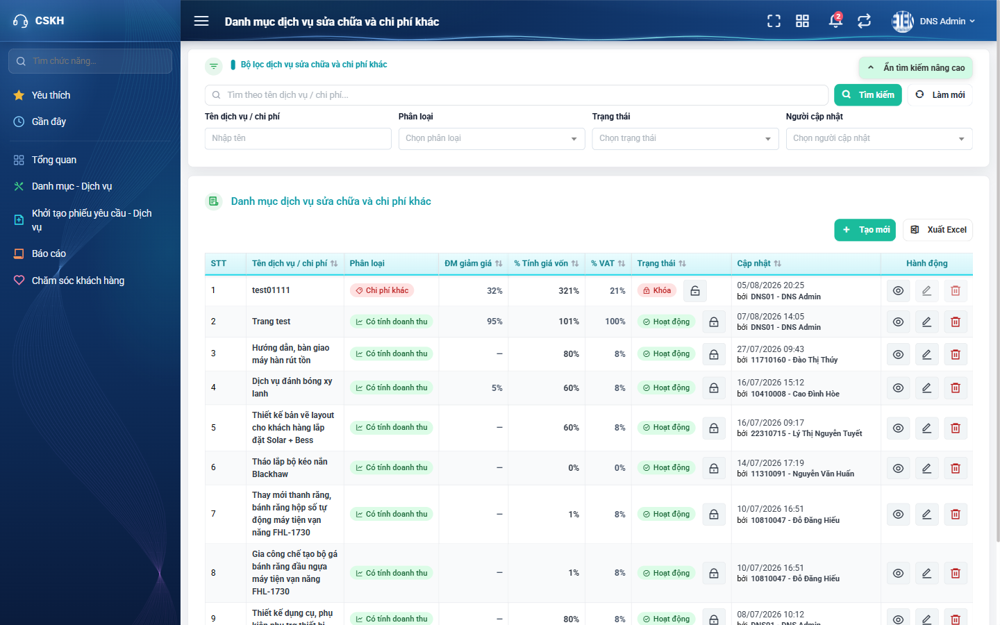 CSKH
Danh mục dịch vụ sửa chữa và chi phí khác
2
DNS Admin
Tìm chức năng...
Yêu thích
Gần đây
Tổng quan
Danh mục - Dịch vụ
Khởi tạo phiếu yêu cầu - Dịch
vụ
Báo cáo
Chăm sóc khách hàng
Bộ lọc dịch vụ sửa chữa và chi phí khác
Ẩn tìm kiếm nâng cao
Tìm theo tên dịch vụ / chi phí...
Tìm kiếm
Làm mới
Tên dịch vụ / chi phí
Phân loại
Trạng thái
Người cập nhật
Nhập tên
Chọn phân loại
Chọn trạng thái
Chọn người cập nhật
Danh mục dịch vụ sửa chữa và chi phí khác
Tạo mới
Xuất Excel
STT Tên dịch vụ / chi phí Phân loại ĐM giảm giá % Tính giá vốn % VAT Trạng thái Cập nhật Hành động
1 test01111 Chi phí khác 32% 321% 21% Khóa 05/08/2026 20:25
bởi DNS01 - DNS Admin
2 Trang test Có tính doanh thu 95% 101% 100% Hoạt động 07/08/2026 14:05
bởi DNS01 - DNS Admin
3 Hướng dẫn, bàn giao
máy hàn rút tồn Có tính doanh thu – 80% 8% Hoạt động 27/07/2026 09:43
bởi 11710160 - Đào Thị Thúy
4 Dịch vụ đánh bóng xy
lanh Có tính doanh thu 5% 60% 8% Hoạt động 16/07/2026 15:12
bởi 10410008 - Cao Đình Hòe
5 Thiết kế bản vẽ layout
cho khách hàng lắp
đặt Solar + Bess Có tính doanh thu – 60% 8% Hoạt động 16/07/2026 09:17
bởi 22310715 - Lý Thị Nguyễn Tuyết
6 Tháo lắp bộ kéo nắn
Blackhaw Có tính doanh thu – 0% 0% Hoạt động 14/07/2026 17:19
bởi 11310091 - Nguyễn Văn Huấn
7 Thay mới thanh răng,
bánh răng hộp số tự
động máy tiện vạn
năng FHL-1730 Có tính doanh thu – 1% 8% Hoạt động 10/07/2026 16:51
bởi 10810047 - Đỗ Đăng Hiếu
8 Gia công chế tạo bộ gá
bánh răng đầu ngựa
máy tiện vạn năng
FHL-1730 Có tính doanh thu – 1% 8% Hoạt động 10/07/2026 16:51
bởi 10810047 - Đỗ Đăng Hiếu
9 Thiết kế dụng cụ, phụ
Có tính doanh thu – 80% 8% Hoạt động 08/07/2026 10:12
bởi DNS01 - DNS Admin